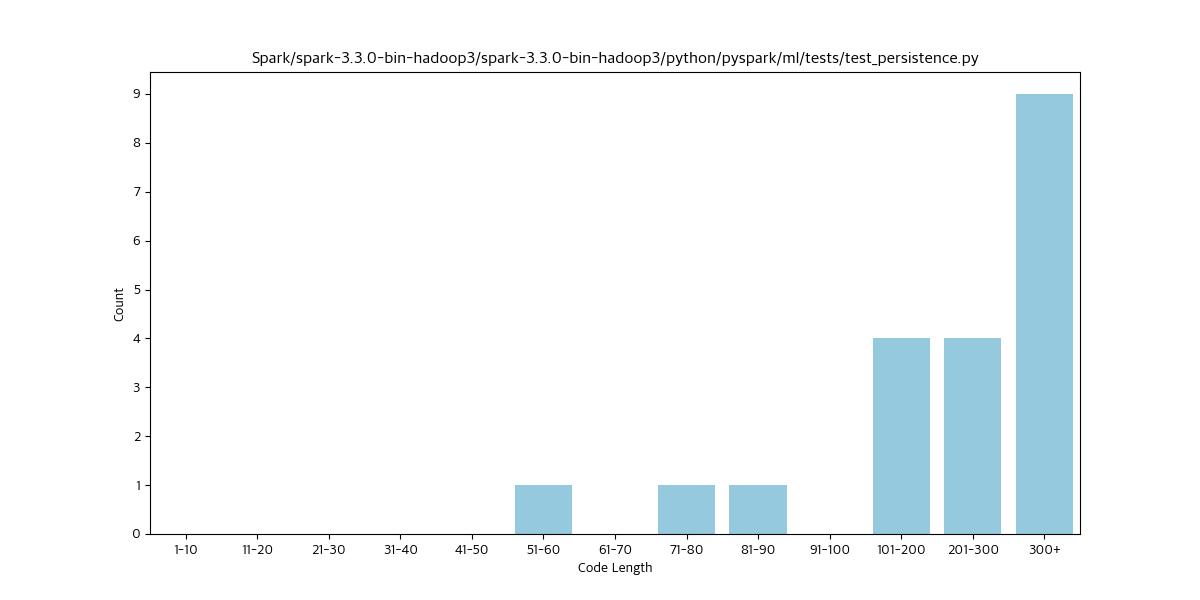 Spark/spark-3.3.0-bin-hadoop3/spark-3.3.0-bin-hadoop3/python/pyspark/ml/tests/test_persistence.py
9
8
7
6
5
4
3
2
1
0
Count
1-10 11-20 21-30 31-40 41-50 51-60 61-70 71-80 81-90 91-100 101-200 201-300 300+
Code Length